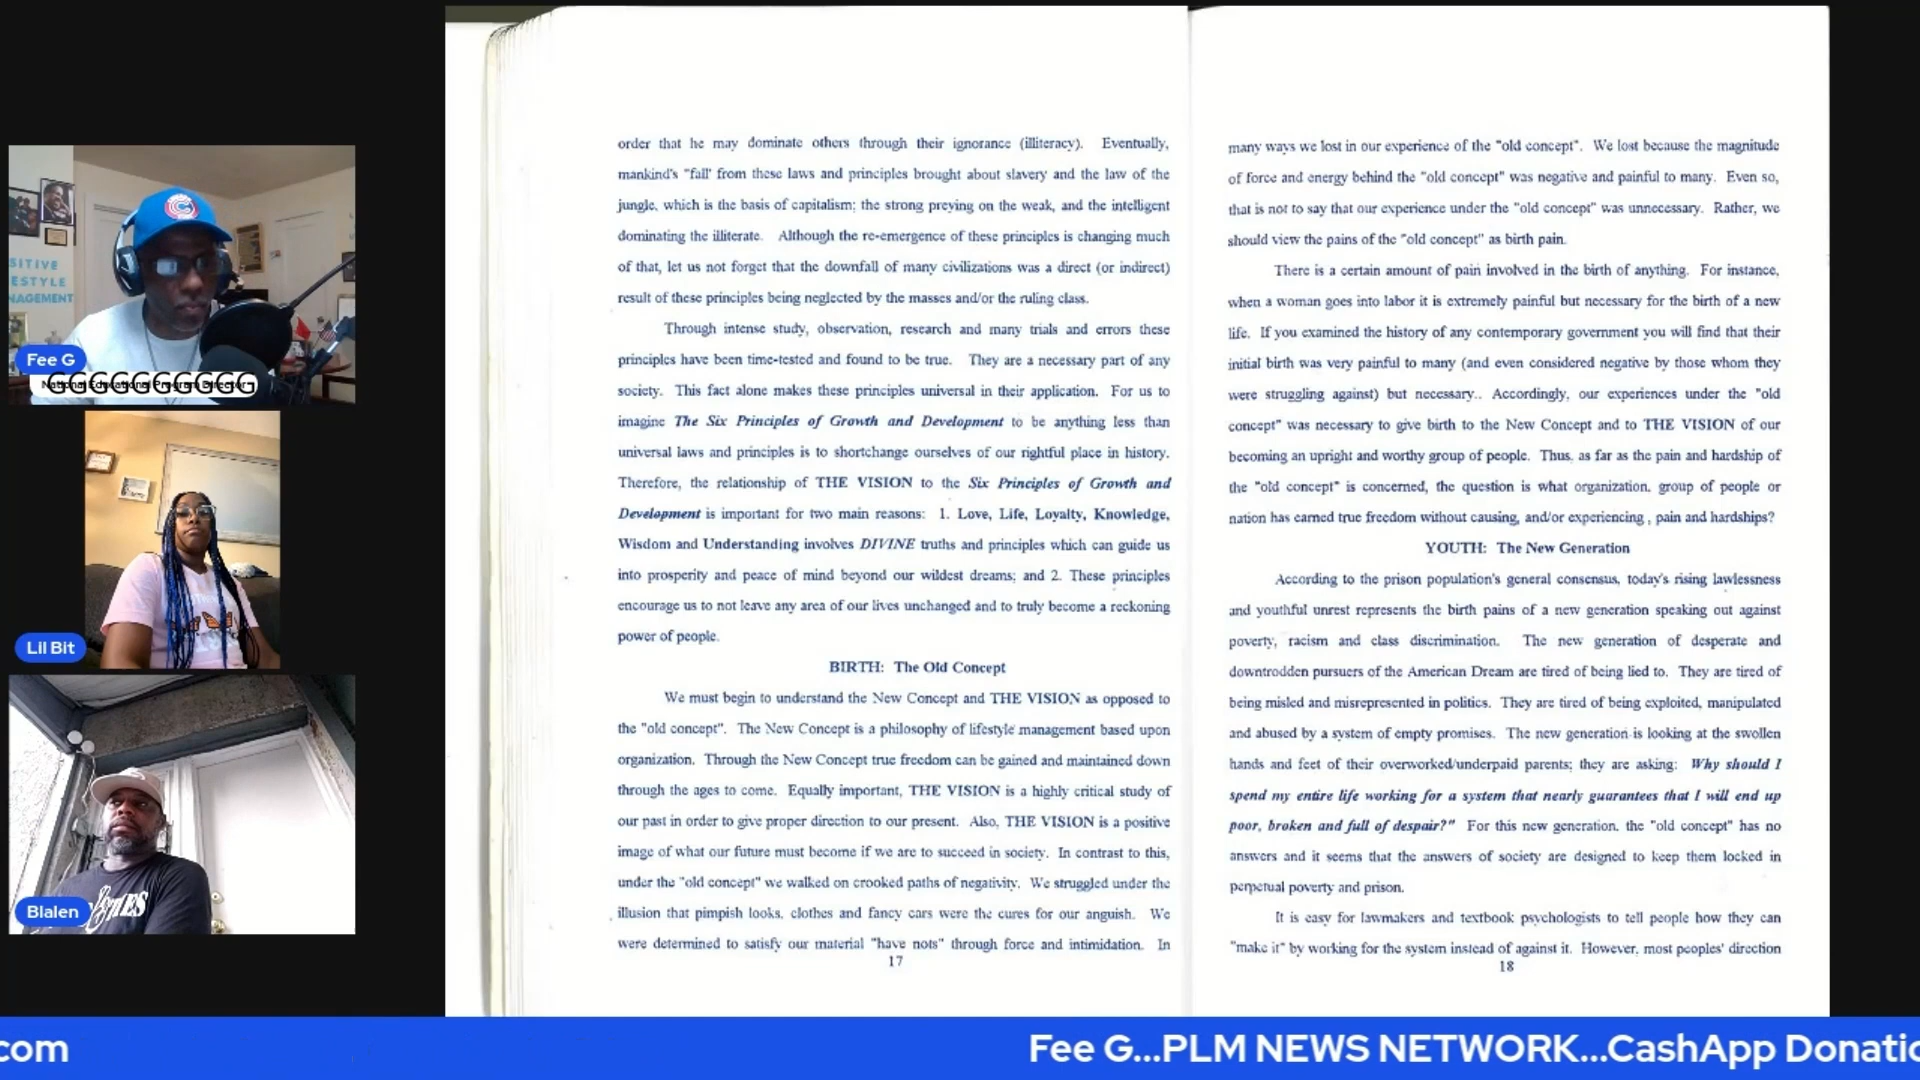 SITIVE
ESTYLE
NAGEMENT
Fee G
National Educational Program Director
GGGGGGGGGG
Lil Bit
Blalen
order that he may dominate others through their ignorance (illiteracy). Eventually,
mankind's "fall' from these laws and principles brought about slavery and the law of the
jungle, which is the basis of capitalism; the strong preying on the weak, and the intelligent
dominating the illiterate. Although the re-emergence of these principles is changing much
of that, let us not forget that the downfall of many civilizations was a direct (or indirect)
result of these principles being neglected by the masses and/or the ruling class.
Through intense study, observation, research and many trials and errors these
principles have been time-tested and found to be true. They are a necessary part of any
society. This fact alone makes these principles universal in their application. For us to
imagine The Six Principles of Growth and Development to be anything less than
universal laws and principles is to shortchange ourselves of our rightful place in history.
Therefore, the relationship of THE VISION to the Six Principles of Growth and
Development is important for two main reasons: 1. Love, Life, Loyalty, Knowledge,
Wisdom and Understanding involves DIVINE truths and principles which can guide us
into prosperity and peace of mind beyond our wildest dreams; and 2. These principles
encourage us to not leave any area of our lives unchanged and to truly become a reckoning
power of people.
BIRTH: The Old Concept
We must begin to understand the New Concept and THE VISION as opposed to
the "old concept". The New Concept is a philosophy of lifestyle management based upon
organization. Through the New Concept true freedom can be gained and maintained down
through the ages to come. Equally important, THE VISION is a highly critical study of
our past in order to give proper direction to our present. Also, THE VISION is a positive
image of what our future must become if we are to succeed in society. In contrast to this,
under the "old concept" we walked on crooked paths of negativity. We struggled under the
illusion that pimpish looks, clothes and fancy cars were the cures for our anguish. We
were determined to satisfy our material "have nots" through force and intimidation. In
17
many ways we lost in our experience of the "old concept". We lost because the magnitude
of force and energy behind the "old concept" was negative and painful to many. Even so,
that is not to say that our experience under the "old concept" was unnecessary. Rather, we
should view the pains of the "old concept" as birth pain.
There is a certain amount of pain involved in the birth of anything. For instance,
when a woman goes into labor it is extremely painful but necessary for the birth of a new
life. If you examined the history of any contemporary government you will find that their
initial birth was very painful to many (and even considered negative by those whom they
were struggling against) but necessary.. Accordingly, our experiences under the "old
concept" was necessary to give birth to the New Concept and to THE VISION of our
becoming an upright and worthy group of people. Thus, as far as the pain and hardship of
the "old concept" is concerned, the question is what organization, group of people or
nation has earned true freedom without causing, and/or experiencing , pain and hardships?
YOUTH: The New Generation
According to the prison population's general consensus, today's rising lawlessness
and youthful unrest represents the birth pains of a new generation speaking out against
poverty, racism and class discrimination. The new generation of desperate and
downtrodden pursuers of the American Dream are tired of being lied to. They are tired of
being misled and misrepresented in politics. They are tired of being exploited, manipulated
and abused by a system of empty promises. The new generation is looking at the swollen
hands and feet of their overworked/underpaid parents; they are asking: Why should I
spend my entire life working for a system that nearly guarantees that I will end up
poor, broken and full of despair?" For this new generation, the "old concept" has no
answers and it seems that the answers of society are designed to keep them locked in
perpetual poverty and prison.
It is easy for lawmakers and textbook psychologists to tell people how they can
"make it" by working for the system instead of against it. However, most peoples' direction
18
com
Fee G...PLM NEWS NETWORK...CashApp Donatio